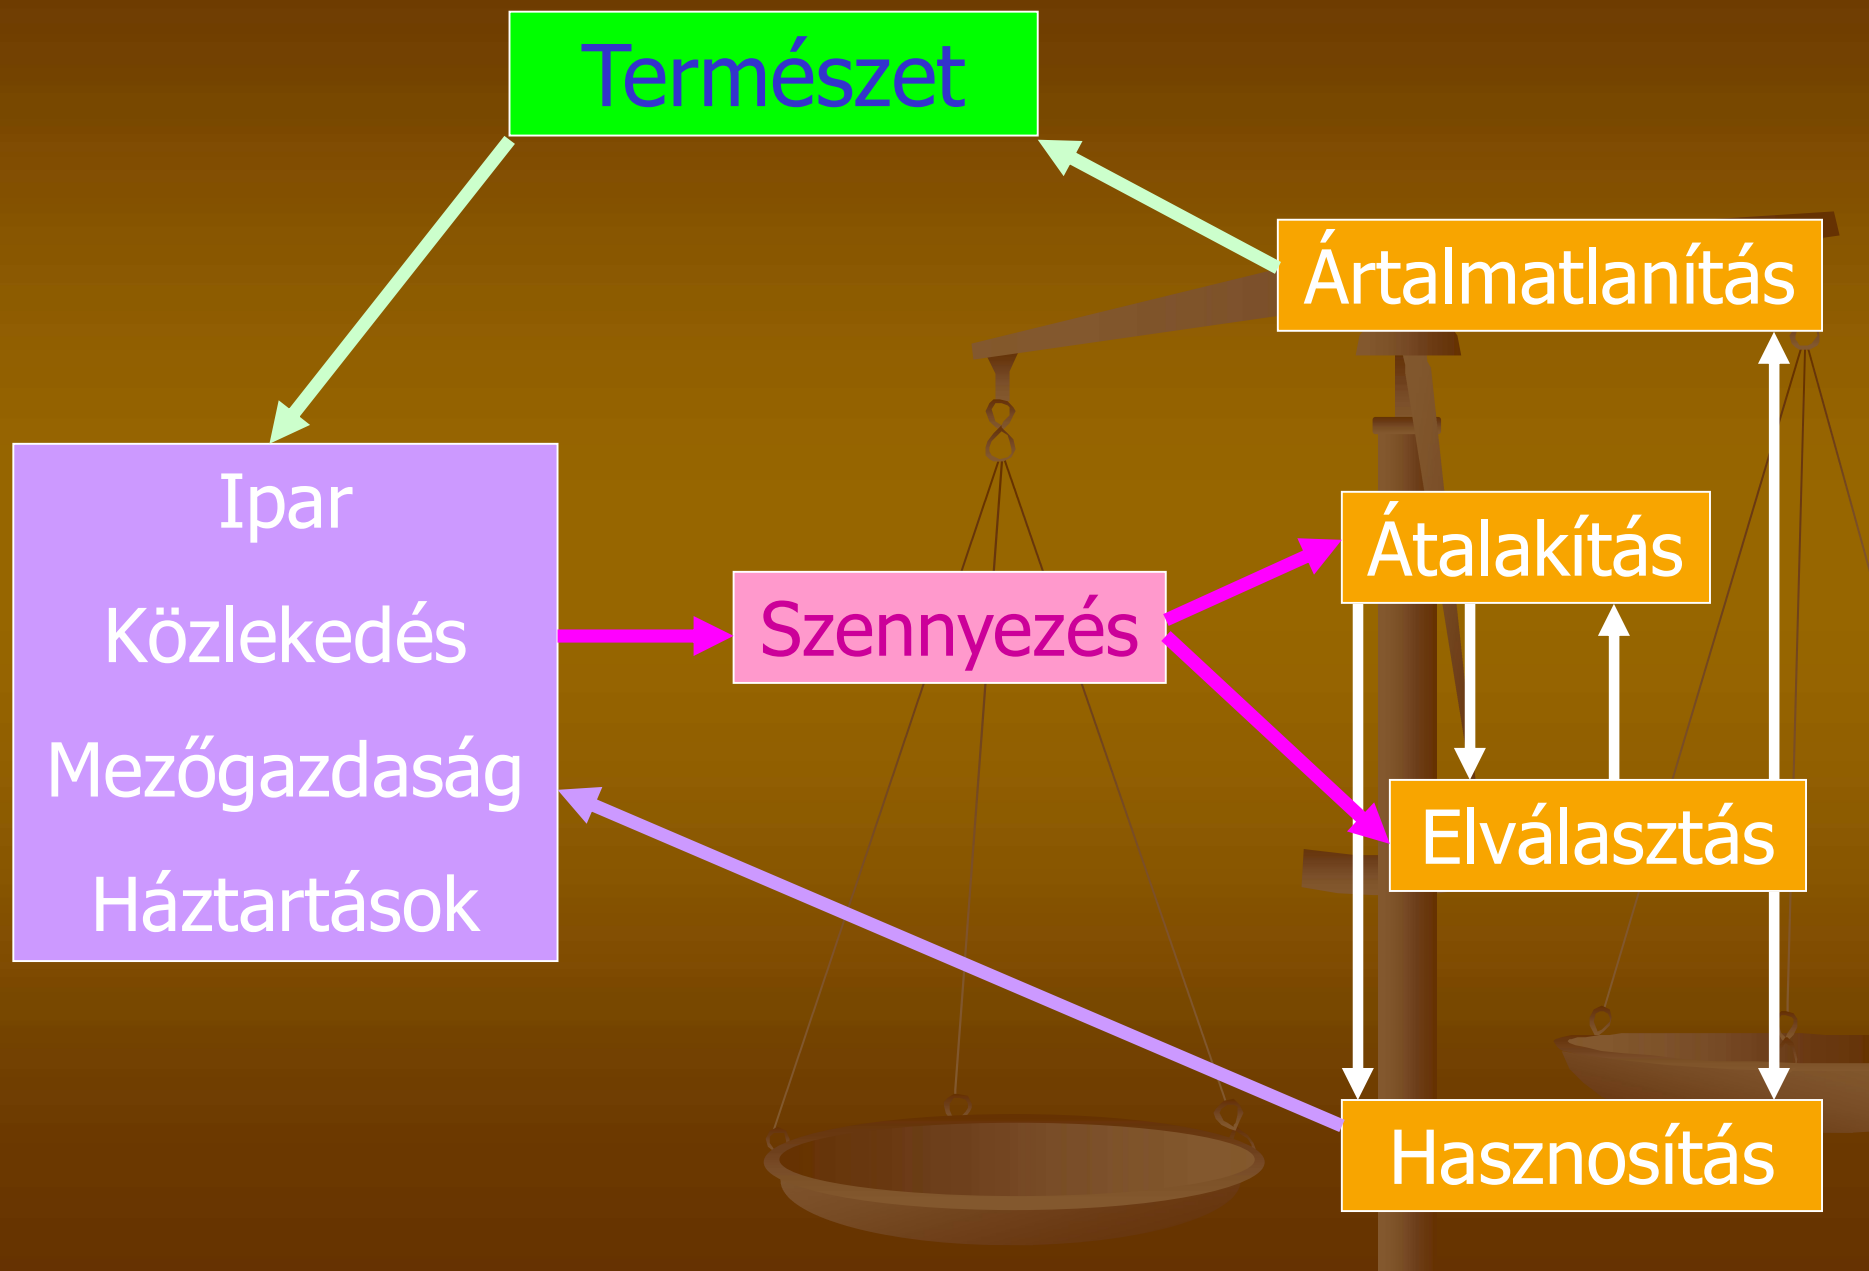 Természet
Ártalmatlanítás
Ipar
Közlekedés
Mezőgazdaság
Háztartások
Szennyezés
Átalakítás
Elválasztás
Hasznosítás